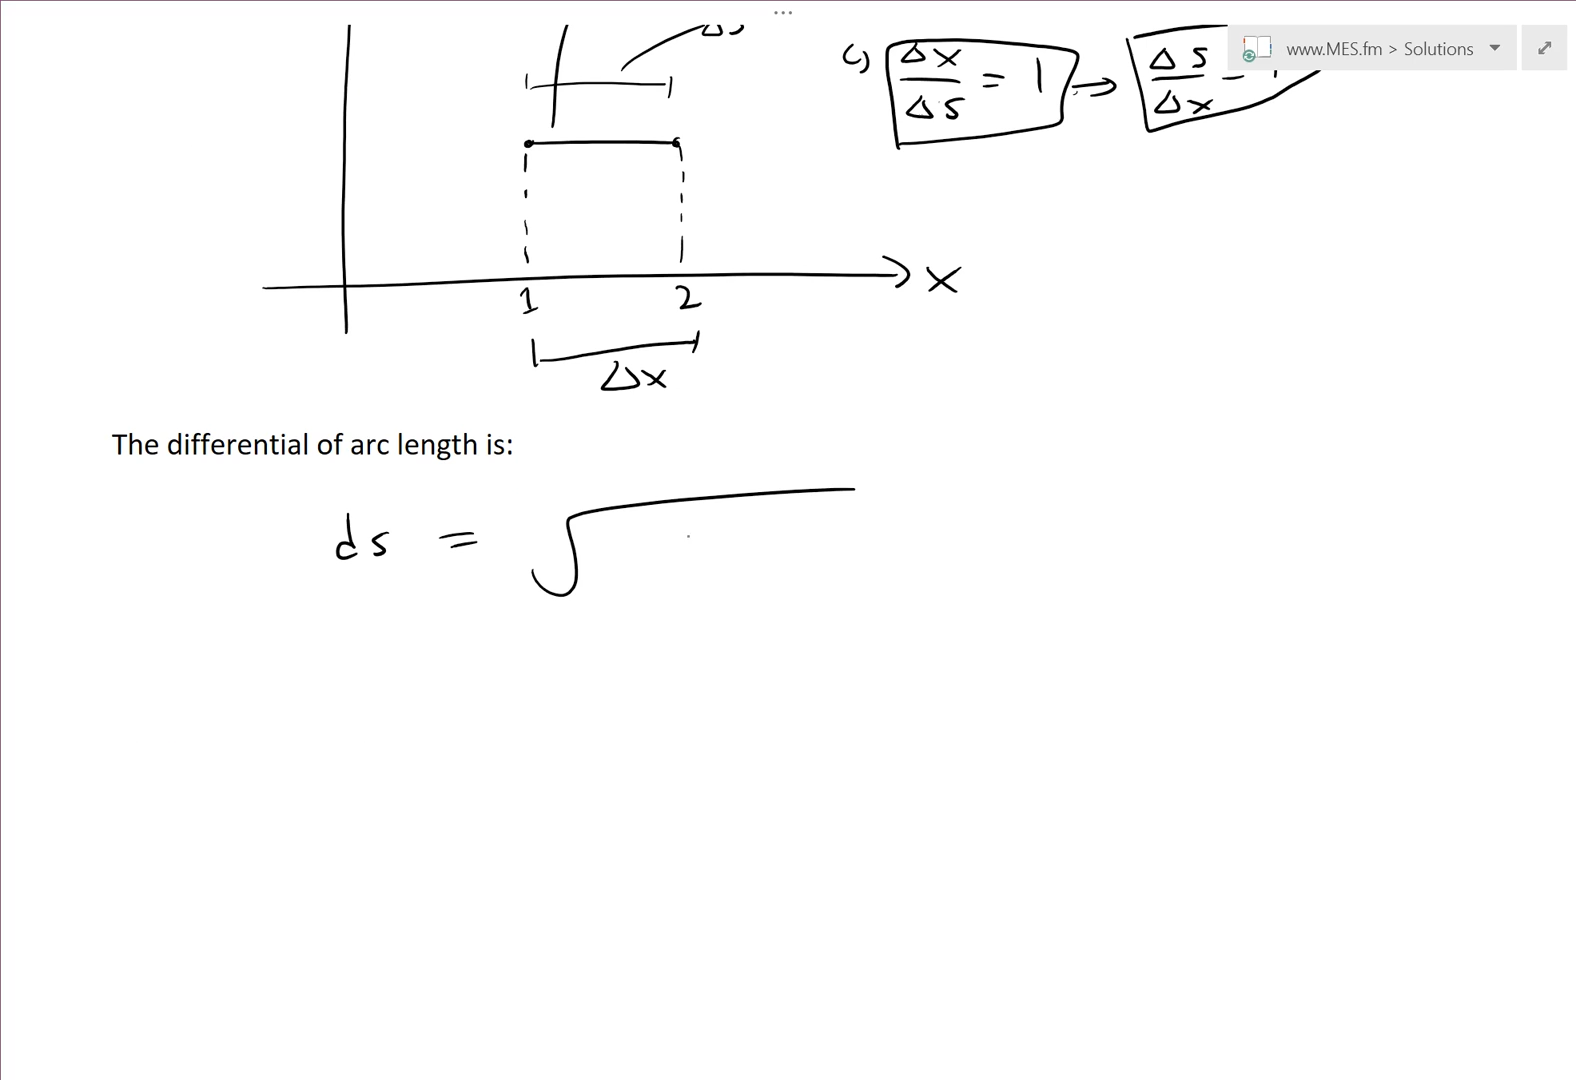 Δs
c) Δx/Δs = 1 → Δs/Δx =
www.MES.fm > Solutions
x
1 2
Δx
The differential of arc length is:
ds = √